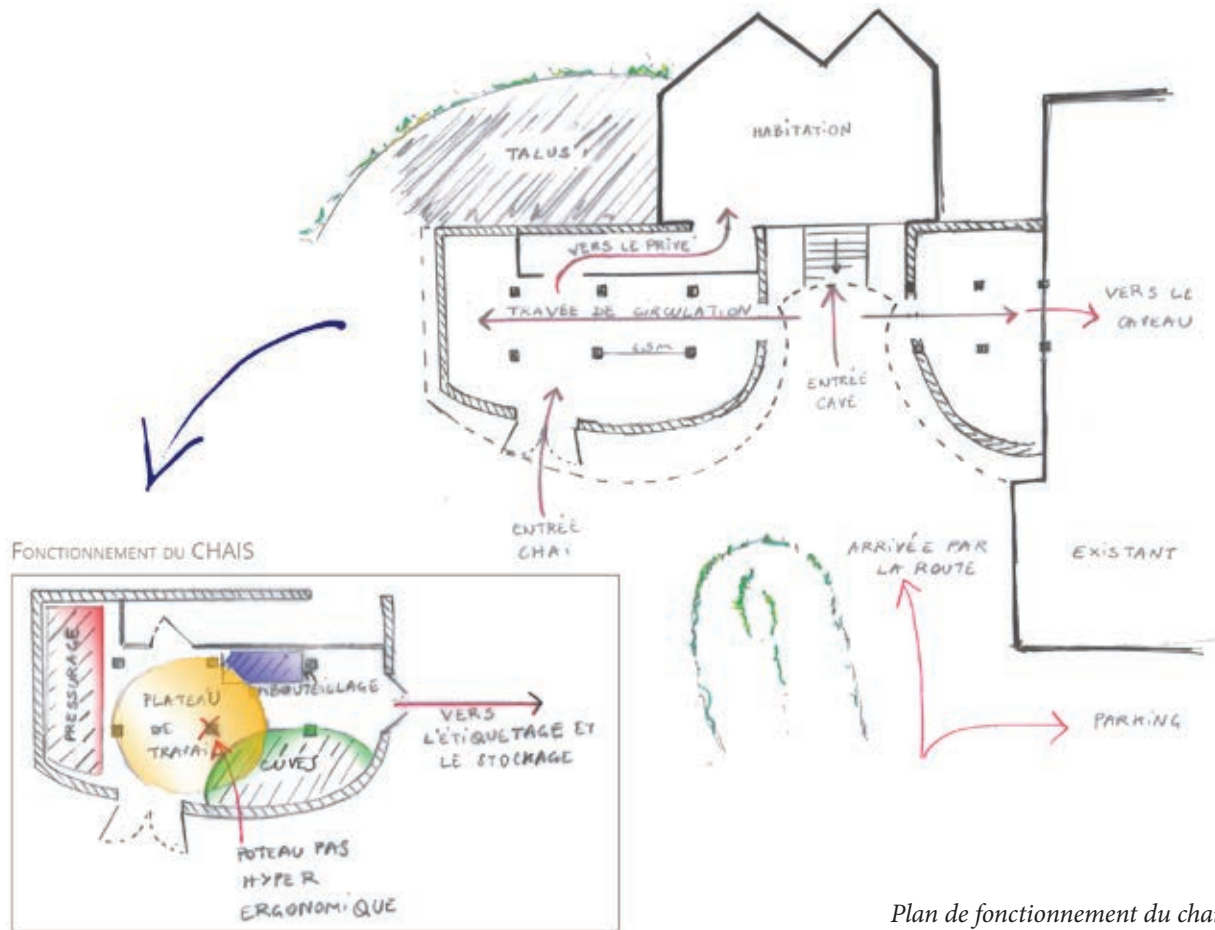 HABITATION
TALUS
VERS LE PRIVÉ
TRAVÉE DE CIRCULATION
VERS LE
CAVEAU
ENTRÉE
CAVE
ENTRÉE
CHAI
ARRIVÉE PAR
LA ROUTE
EXISTANT
PARKING
FONCTIONNEMENT DU CHAIS
PRESSURAGE
EMBOUTEILLAGE
PLATEAU
DE
TRAVAIL
CUVES
VERS
L'ÉTIQUETAGE ET
LE STOCKAGE
POTEAU PAS
HYPER
ERGONOMIQUE
Plan de fonctionnement du chai